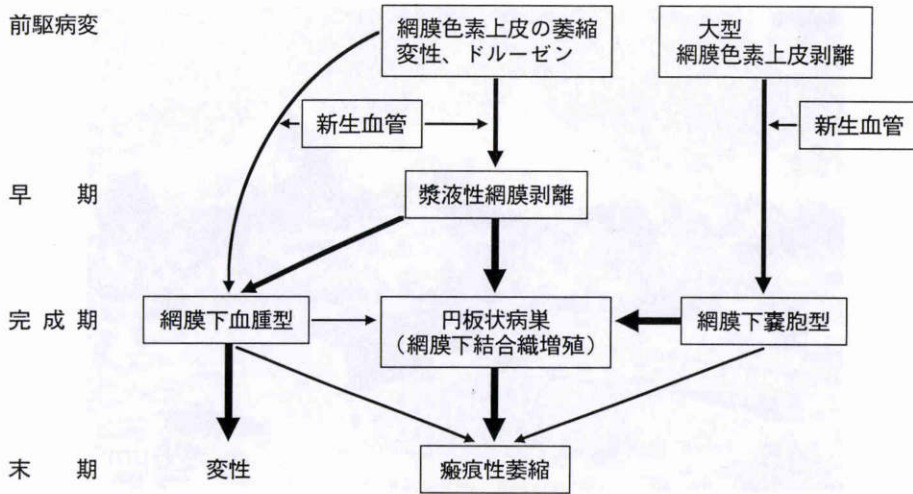 前駆病変
網膜色素上皮の萎縮
変性、ドルーゼン
大型
網膜色素上皮剥離
新生血管
新生血管
早期
漿液性網膜剥離
完成期
網膜下血腫型
円板状病巣
（網膜下結合織増殖）
網膜下嚢胞型
末期
変性
瘢痕性萎縮